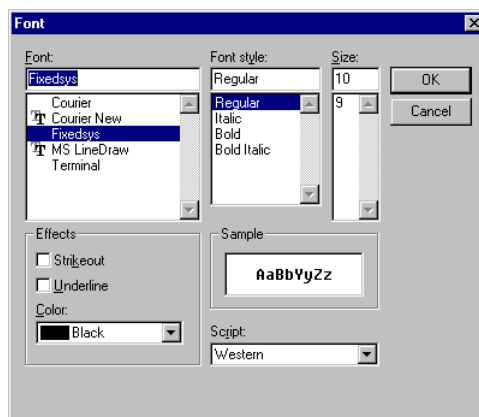 Font
Font:
Fixedsys
Courier
Courier New
Fixedsys
MS LineDraw
Terminal
Font style:
Regular
Regular
Italic
Bold
Bold Italic
Size:
10
9
OK
Cancel
Effects
Strikeout
Underline
Color:
Black
Sample
AaBbYyZz
Script:
Western